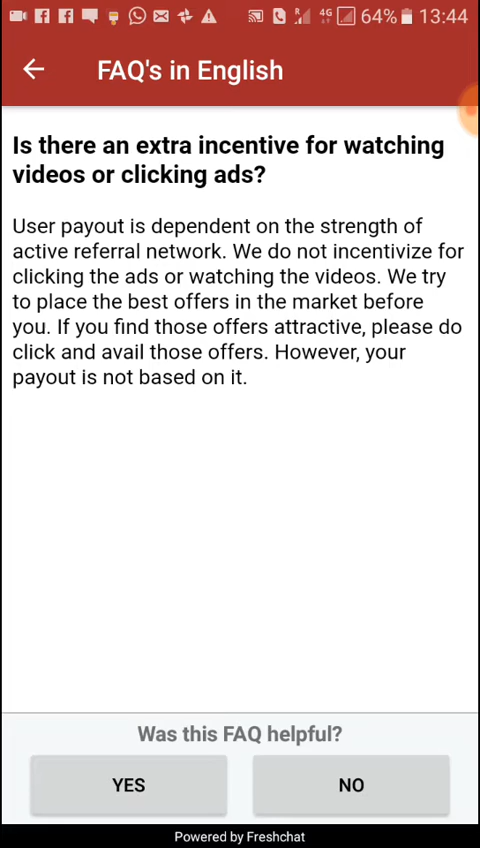 R 4G 64% 13:44
FAQ's in English
Is there an extra incentive for watching
videos or clicking ads?
User payout is dependent on the strength of
active referral network. We do not incentivize for
clicking the ads or watching the videos. We try
to place the best offers in the market before
you. If you find those offers attractive, please do
click and avail those offers. However, your
payout is not based on it.
Was this FAQ helpful?
YES NO
Powered by Freshchat